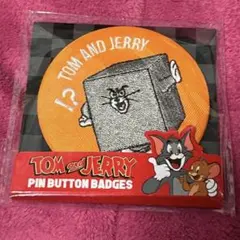 TOM AND JERRY
!?
TOM and JERRY
PIN BUTTON BADGES